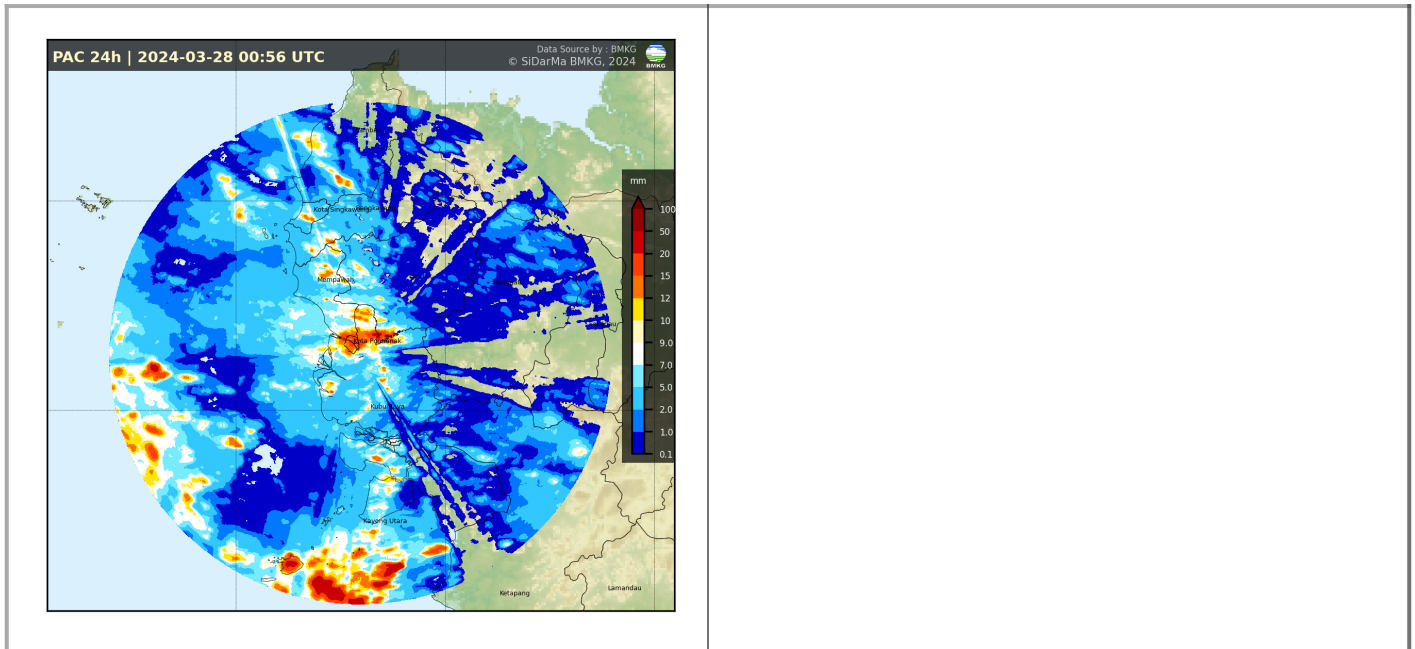 PAC 24h | 2024-03-28 00:56 UTC
Data Source by : BMKG
© SiDarMa BMKG, 2024
BMKG
mm
100
50
20
15
12
10
9.0
7.0
5.0
2.0
1.0
0.1
Kota Singkawang
Mempawah
Kota Pontianak
Kubu Raya
Kayong Utara
Ketapang
Lamandau